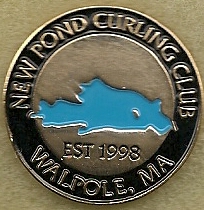 NEW POND CURLING CLUB
EST 1998
WALPOLE, MA